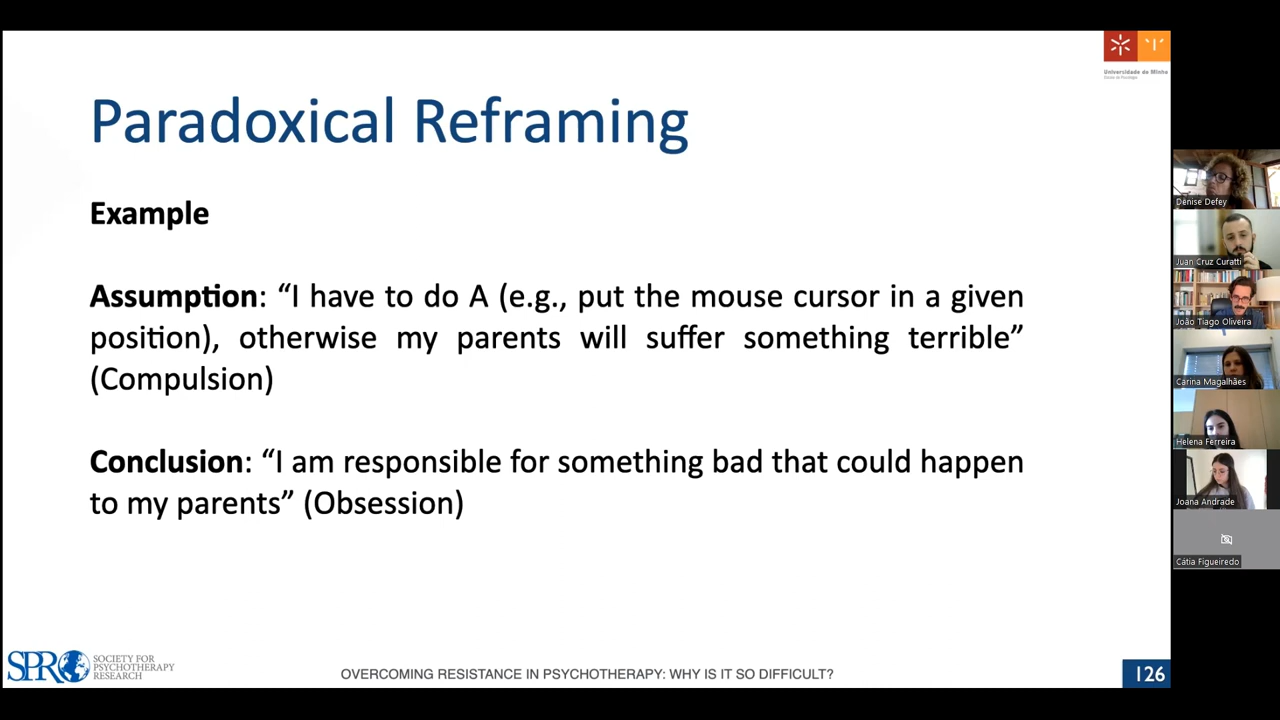 Universidade do Minho
Escola de Psicologia
Paradoxical Reframing
Example
Assumption: “I have to do A (e.g., put the mouse cursor in a given
position), otherwise my parents will suffer something terrible”
(Compulsion)
Conclusion: “I am responsible for something bad that could happen
to my parents” (Obsession)
SPR SOCIETY FOR
PSYCHOTHERAPY
RESEARCH
OVERCOMING RESISTANCE IN PSYCHOTHERAPY: WHY IS IT SO DIFFICULT?
126
Denise Defey
Juan Cruz Curatti
João Tiago Oliveira
Carina Magalhães
Helena Ferreira
Joana Andrade
Cátia Figueiredo